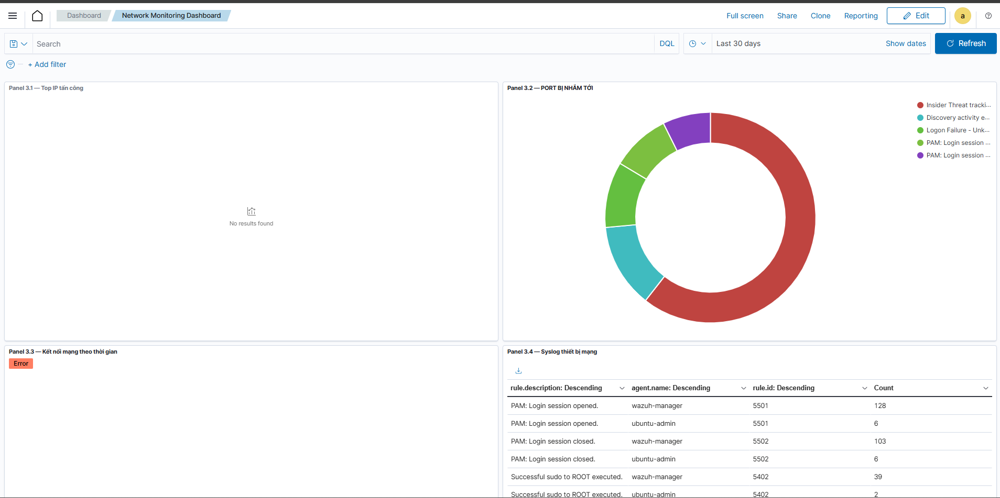 Dashboard
Network Monitoring Dashboard
Full screen
Share
Clone
Reporting
Edit
a
Search
DQL
Last 30 days
Show dates
Refresh
+ Add filter
Panel 3.1 — Top IP tấn công
No results found
Panel 3.2 — PORT BỊ NHẮM TỚI
Insider Threat tracki...
Discovery activity e...
Logon Failure - Unk...
PAM: Login session ...
PAM: Login session ...
Panel 3.3 — Kết nối mạng theo thời gian
Error
Panel 3.4 — Syslog thiết bị mạng
rule.description: Descending agent.name: Descending rule.id: Descending Count
PAM: Login session opened. wazuh-manager 5501 128
PAM: Login session opened. ubuntu-admin 5501 6
PAM: Login session closed. wazuh-manager 5502 103
PAM: Login session closed. ubuntu-admin 5502 6
Successful sudo to ROOT executed. wazuh-manager 5402 39
Successful sudo to ROOT executed. ubuntu-admin 5402 2